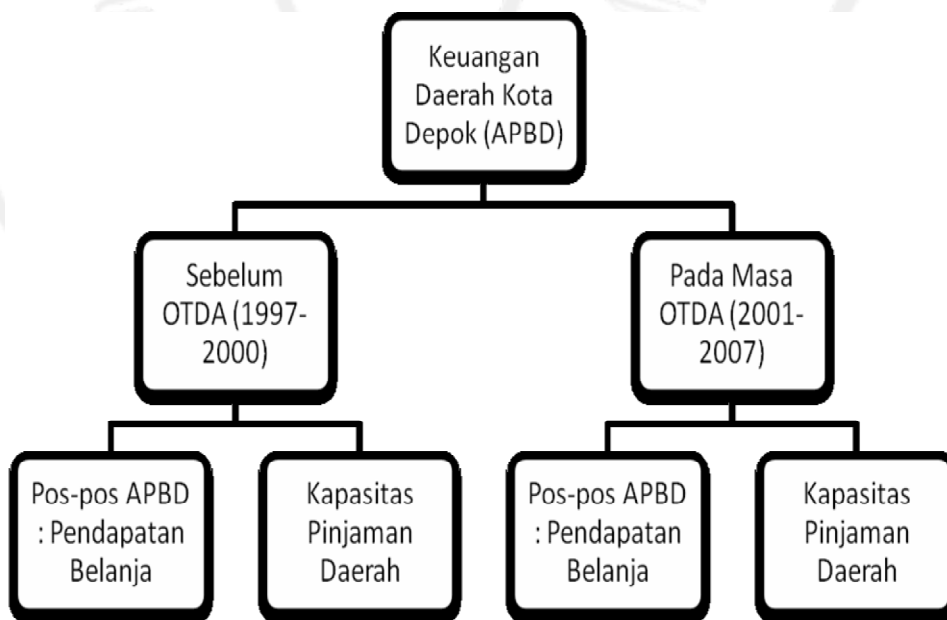 Keuangan
Daerah Kota
Depok (APBD)
Sebelum
OTDA (1997-
2000)
Pada Masa
OTDA (2001-
2007)
Pos-pos APBD
: Pendapatan
Belanja
Kapasitas
Pinjaman
Daerah
Pos-pos APBD
: Pendapatan
Belanja
Kapasitas
Pinjaman
Daerah